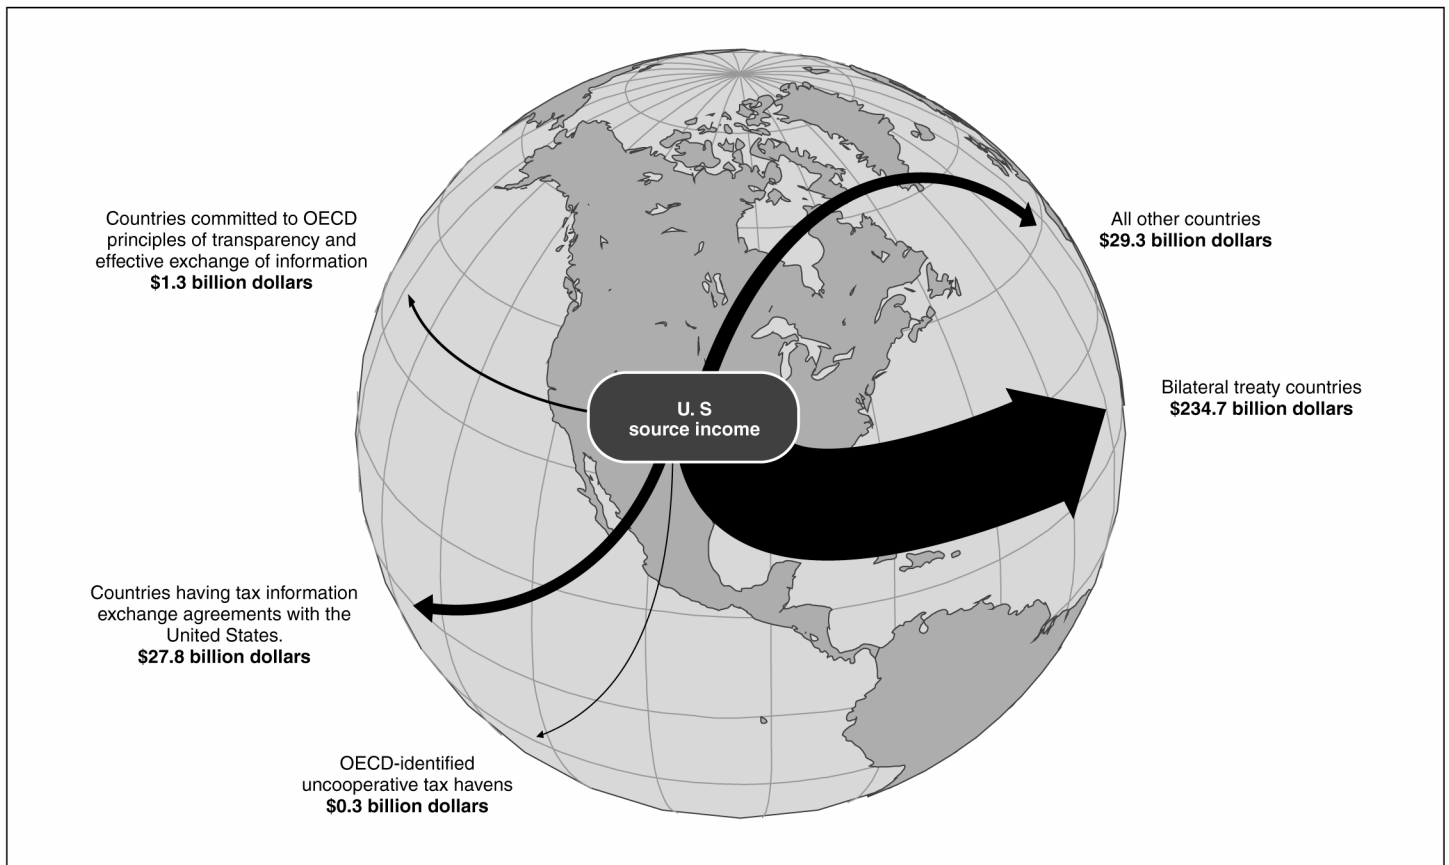 Countries committed to OECD
principles of transparency and
effective exchange of information
$1.3 billion dollars
All other countries
$29.3 billion dollars
Bilateral treaty countries
$234.7 billion dollars
U. S
source income
Countries having tax information
exchange agreements with the
United States.
$27.8 billion dollars
OECD-identified
uncooperative tax havens
$0.3 billion dollars